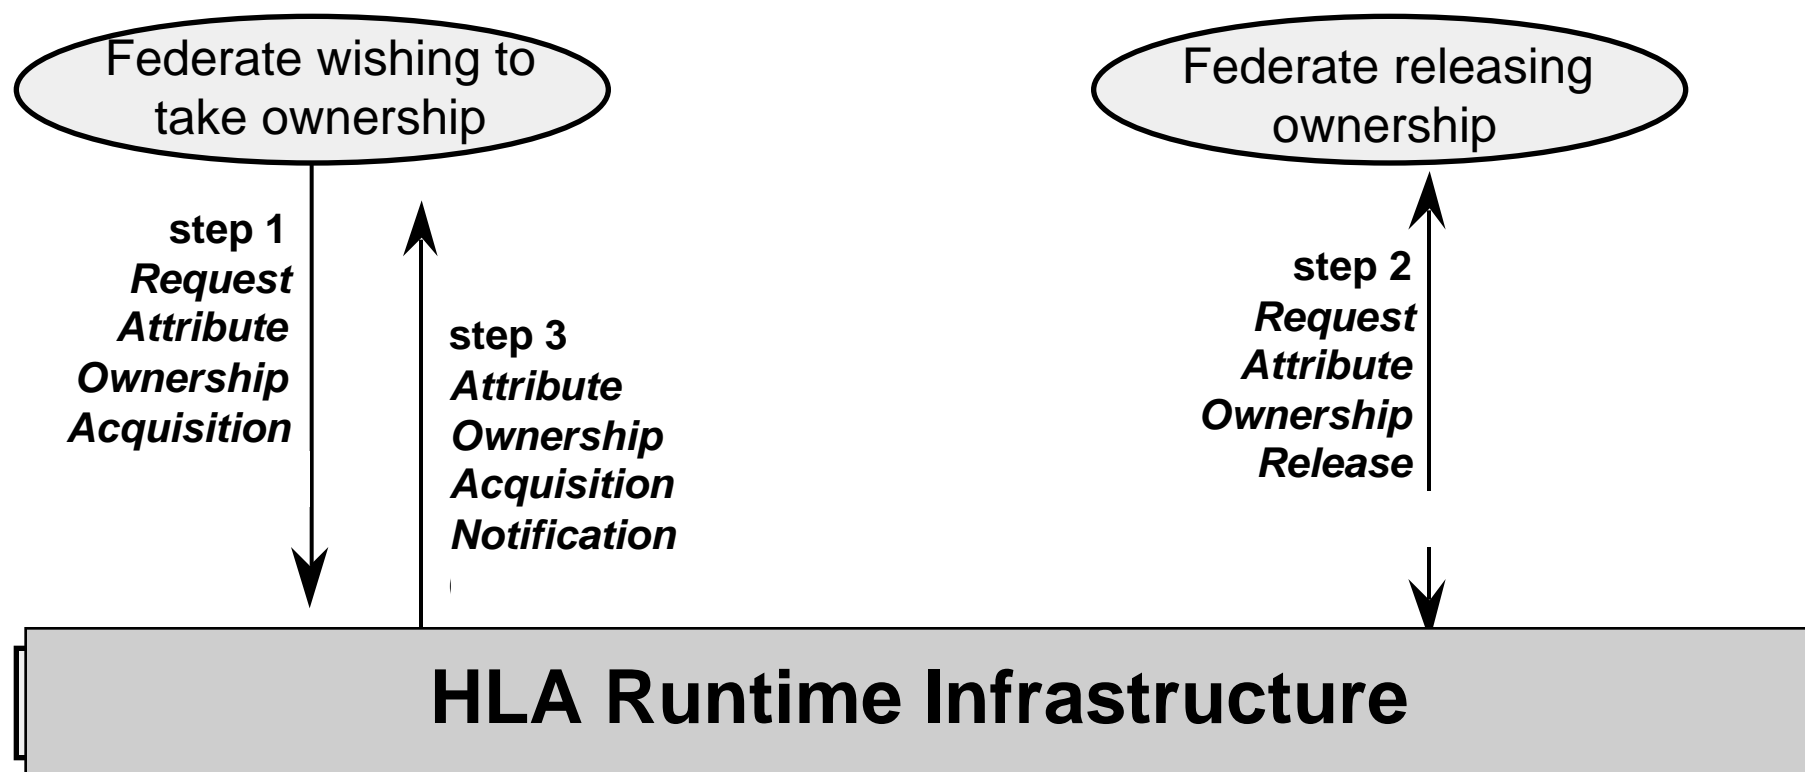 Federate wishing to
take ownership
Federate releasing
ownership
step 1
Request
Attribute
Ownership
Acquisition
step 3
Attribute
Ownership
Acquisition
Notification
step 2
Request
Attribute
Ownership
Release
HLA Runtime Infrastructure